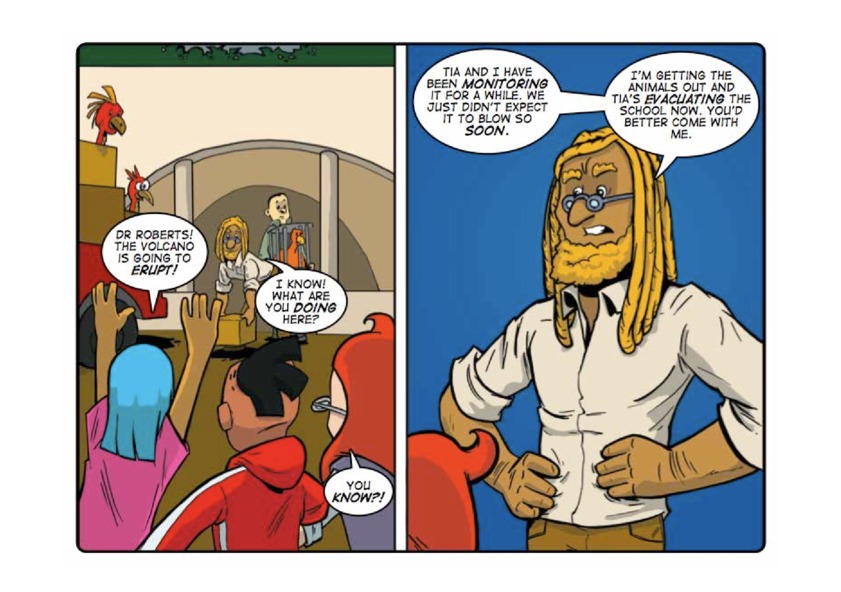 DR ROBERTS!
THE VOLCANO
IS GOING TO
ERUPT!
I KNOW!
WHAT ARE
YOU DOING
HERE?
YOU
KNOW?!
TIA AND I HAVE
BEEN MONITORING
IT FOR A WHILE. WE
JUST DIDN'T EXPECT
IT TO BLOW SO
SOON.
I'M GETTING THE
ANIMALS OUT AND
TIA'S EVACUATING THE
SCHOOL NOW. YOU'D
BETTER COME WITH
ME.